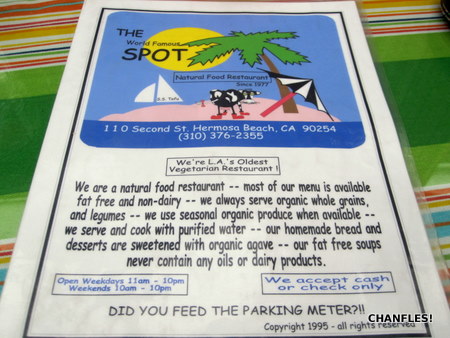 THE
World Famous
SPOT
Natural Food Restaurant
Since 1977
S.S. Tofu
110 Second St. Hermosa Beach, CA 90254
(310) 376-2355
We're L.A.'s Oldest
Vegetarian Restaurant!
We are a natural food restaurant -- most of our menu is available
fat free and non-dairy -- we always serve organic whole grains,
and legumes -- we use seasonal organic produce when available --
we serve and cook with purified water -- our homemade bread and
desserts are sweetened with organic agave -- our fat free soups
never contain any oils or dairy products.
Open Weekdays 11am - 10pm
Weekends 10am - 10pm
We accept cash
or check only
DID YOU FEED THE PARKING METER?!!
Copyright 1995 - all rights reserved
CHANFLES!